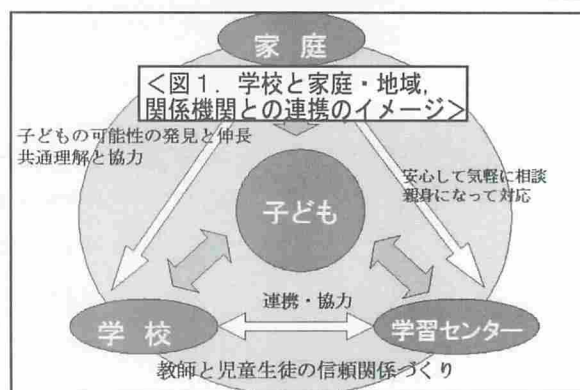 家 庭
＜図１．学校と家庭・地域，
関係機関との連携のイメージ＞
子どもの可能性の発見と伸長
共通理解と協力
安心して気軽に相談
親身になって対応
子ども
連携・協力
学 校
学習センター
教師と児童生徒の信頼関係づくり